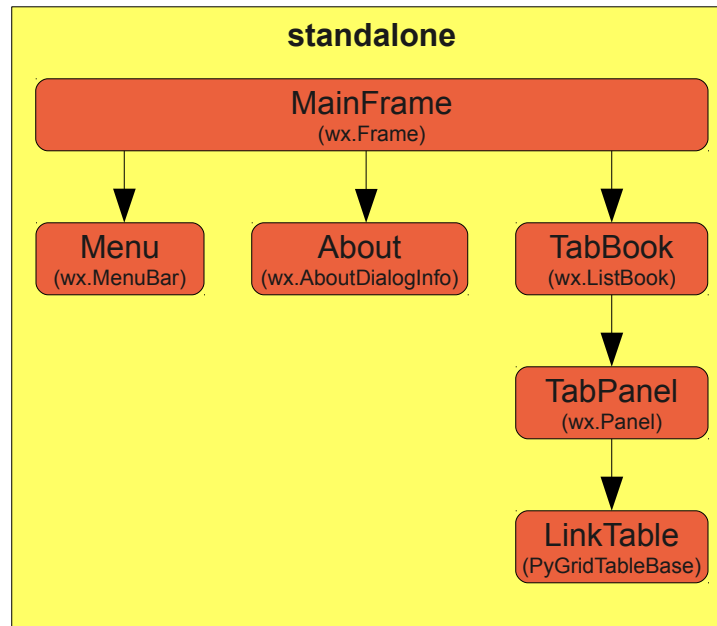 standalone
MainFrame
(wx.Frame)
Menu
(wx.MenuBar)
About
(wx.AboutDialogInfo)
TabBook
(wx.ListBook)
TabPanel
(wx.Panel)
LinkTable
(PyGridTableBase)